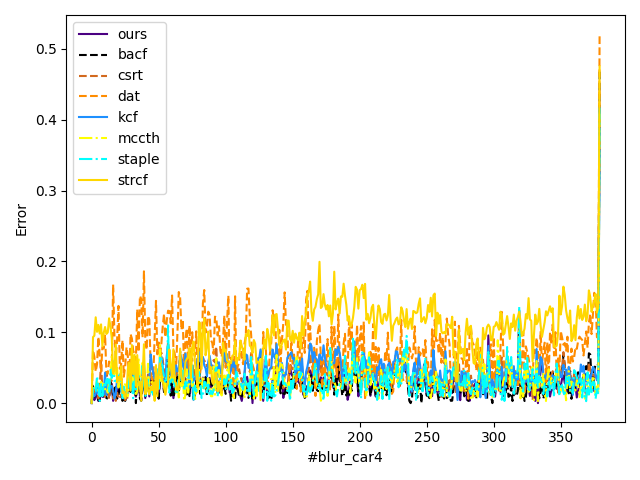 ours
bacf
csrt
dat
kcf
mccth
staple
strcf
Error
0.5
0.4
0.3
0.2
0.1
0.0
0 50 100 150 200 250 300 350
#blur_car4